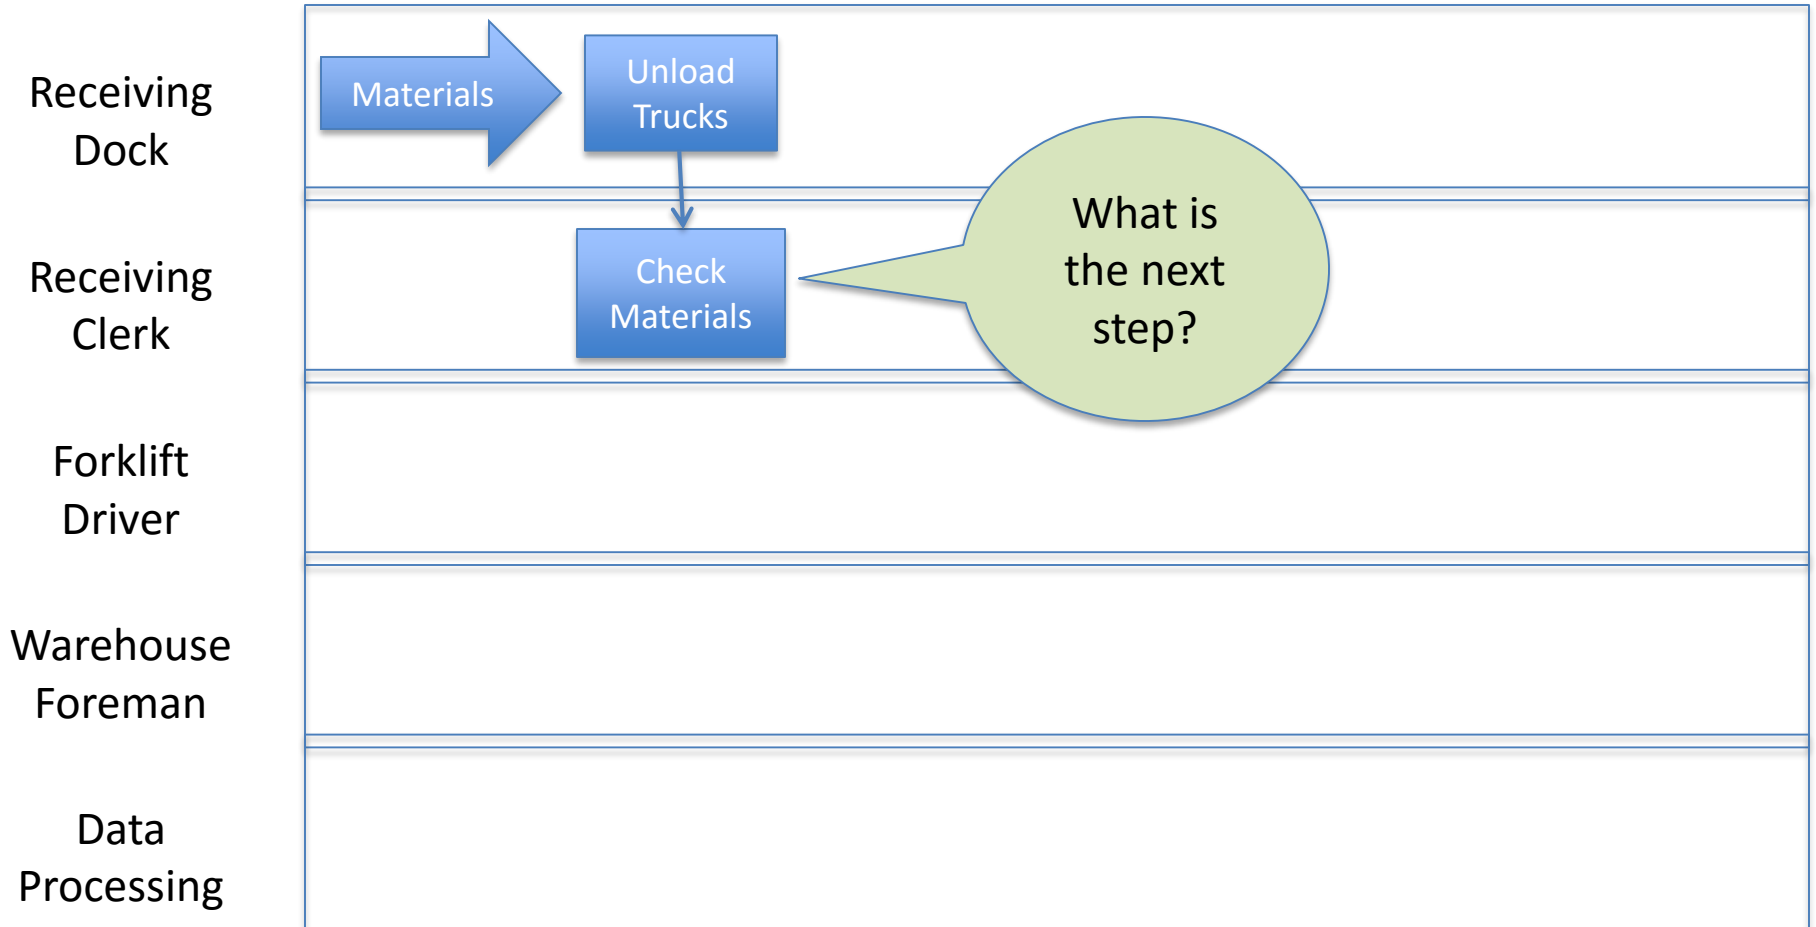 Receiving
Dock
Materials
Unload
Trucks
Receiving
Clerk
Check
Materials
What is
the next
step?
Forklift
Driver
Warehouse
Foreman
Data
Processing